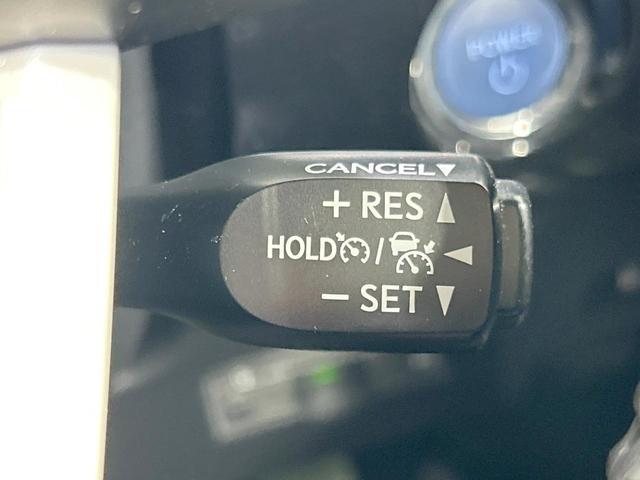 POWER
CANCEL▼
+ RES ▲
HOLD / ◀
− SET ▼